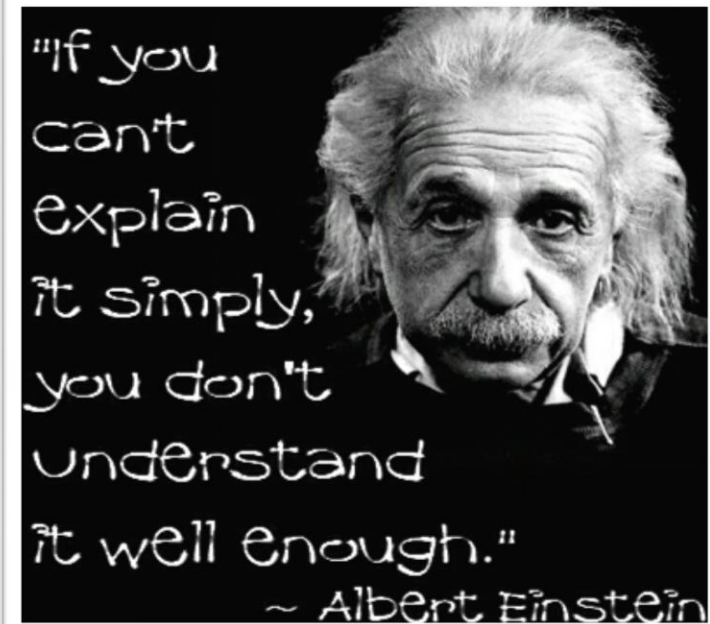 "If you
can't
explain
it simply,
you don't
understand
it well enough."
~ Albert Einstein